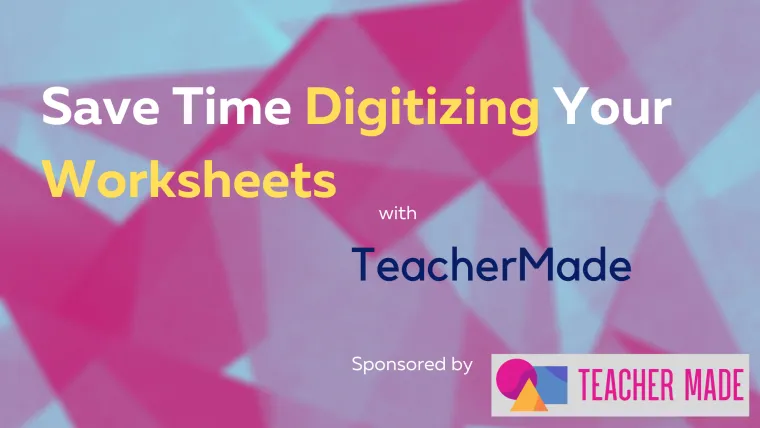 Save Time Digitizing Your
Worksheets
with
TeacherMade
Sponsored by
TEACHER MADE